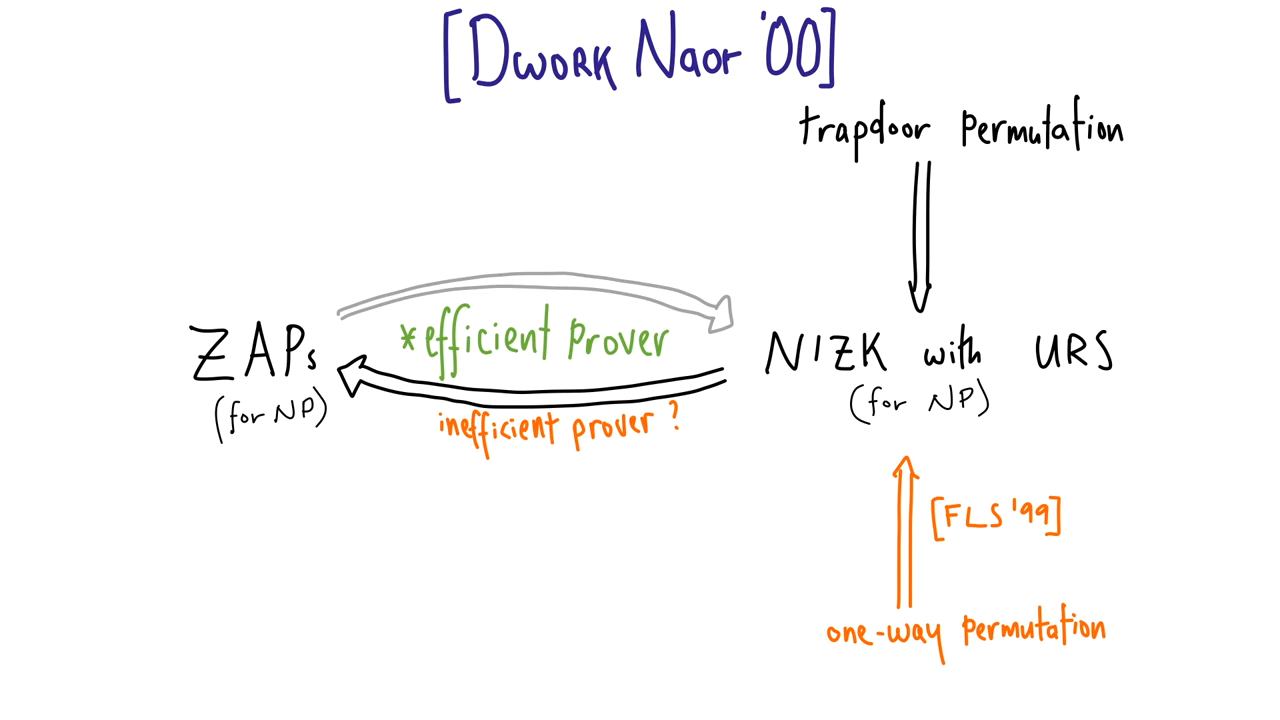 [Dwork Naor '00]
trapdoor permutation
*efficient prover
ZAPs
(for NP)
NIZK with URS
(for NP)
inefficient prover ?
[FLS '99]
one-way permutation